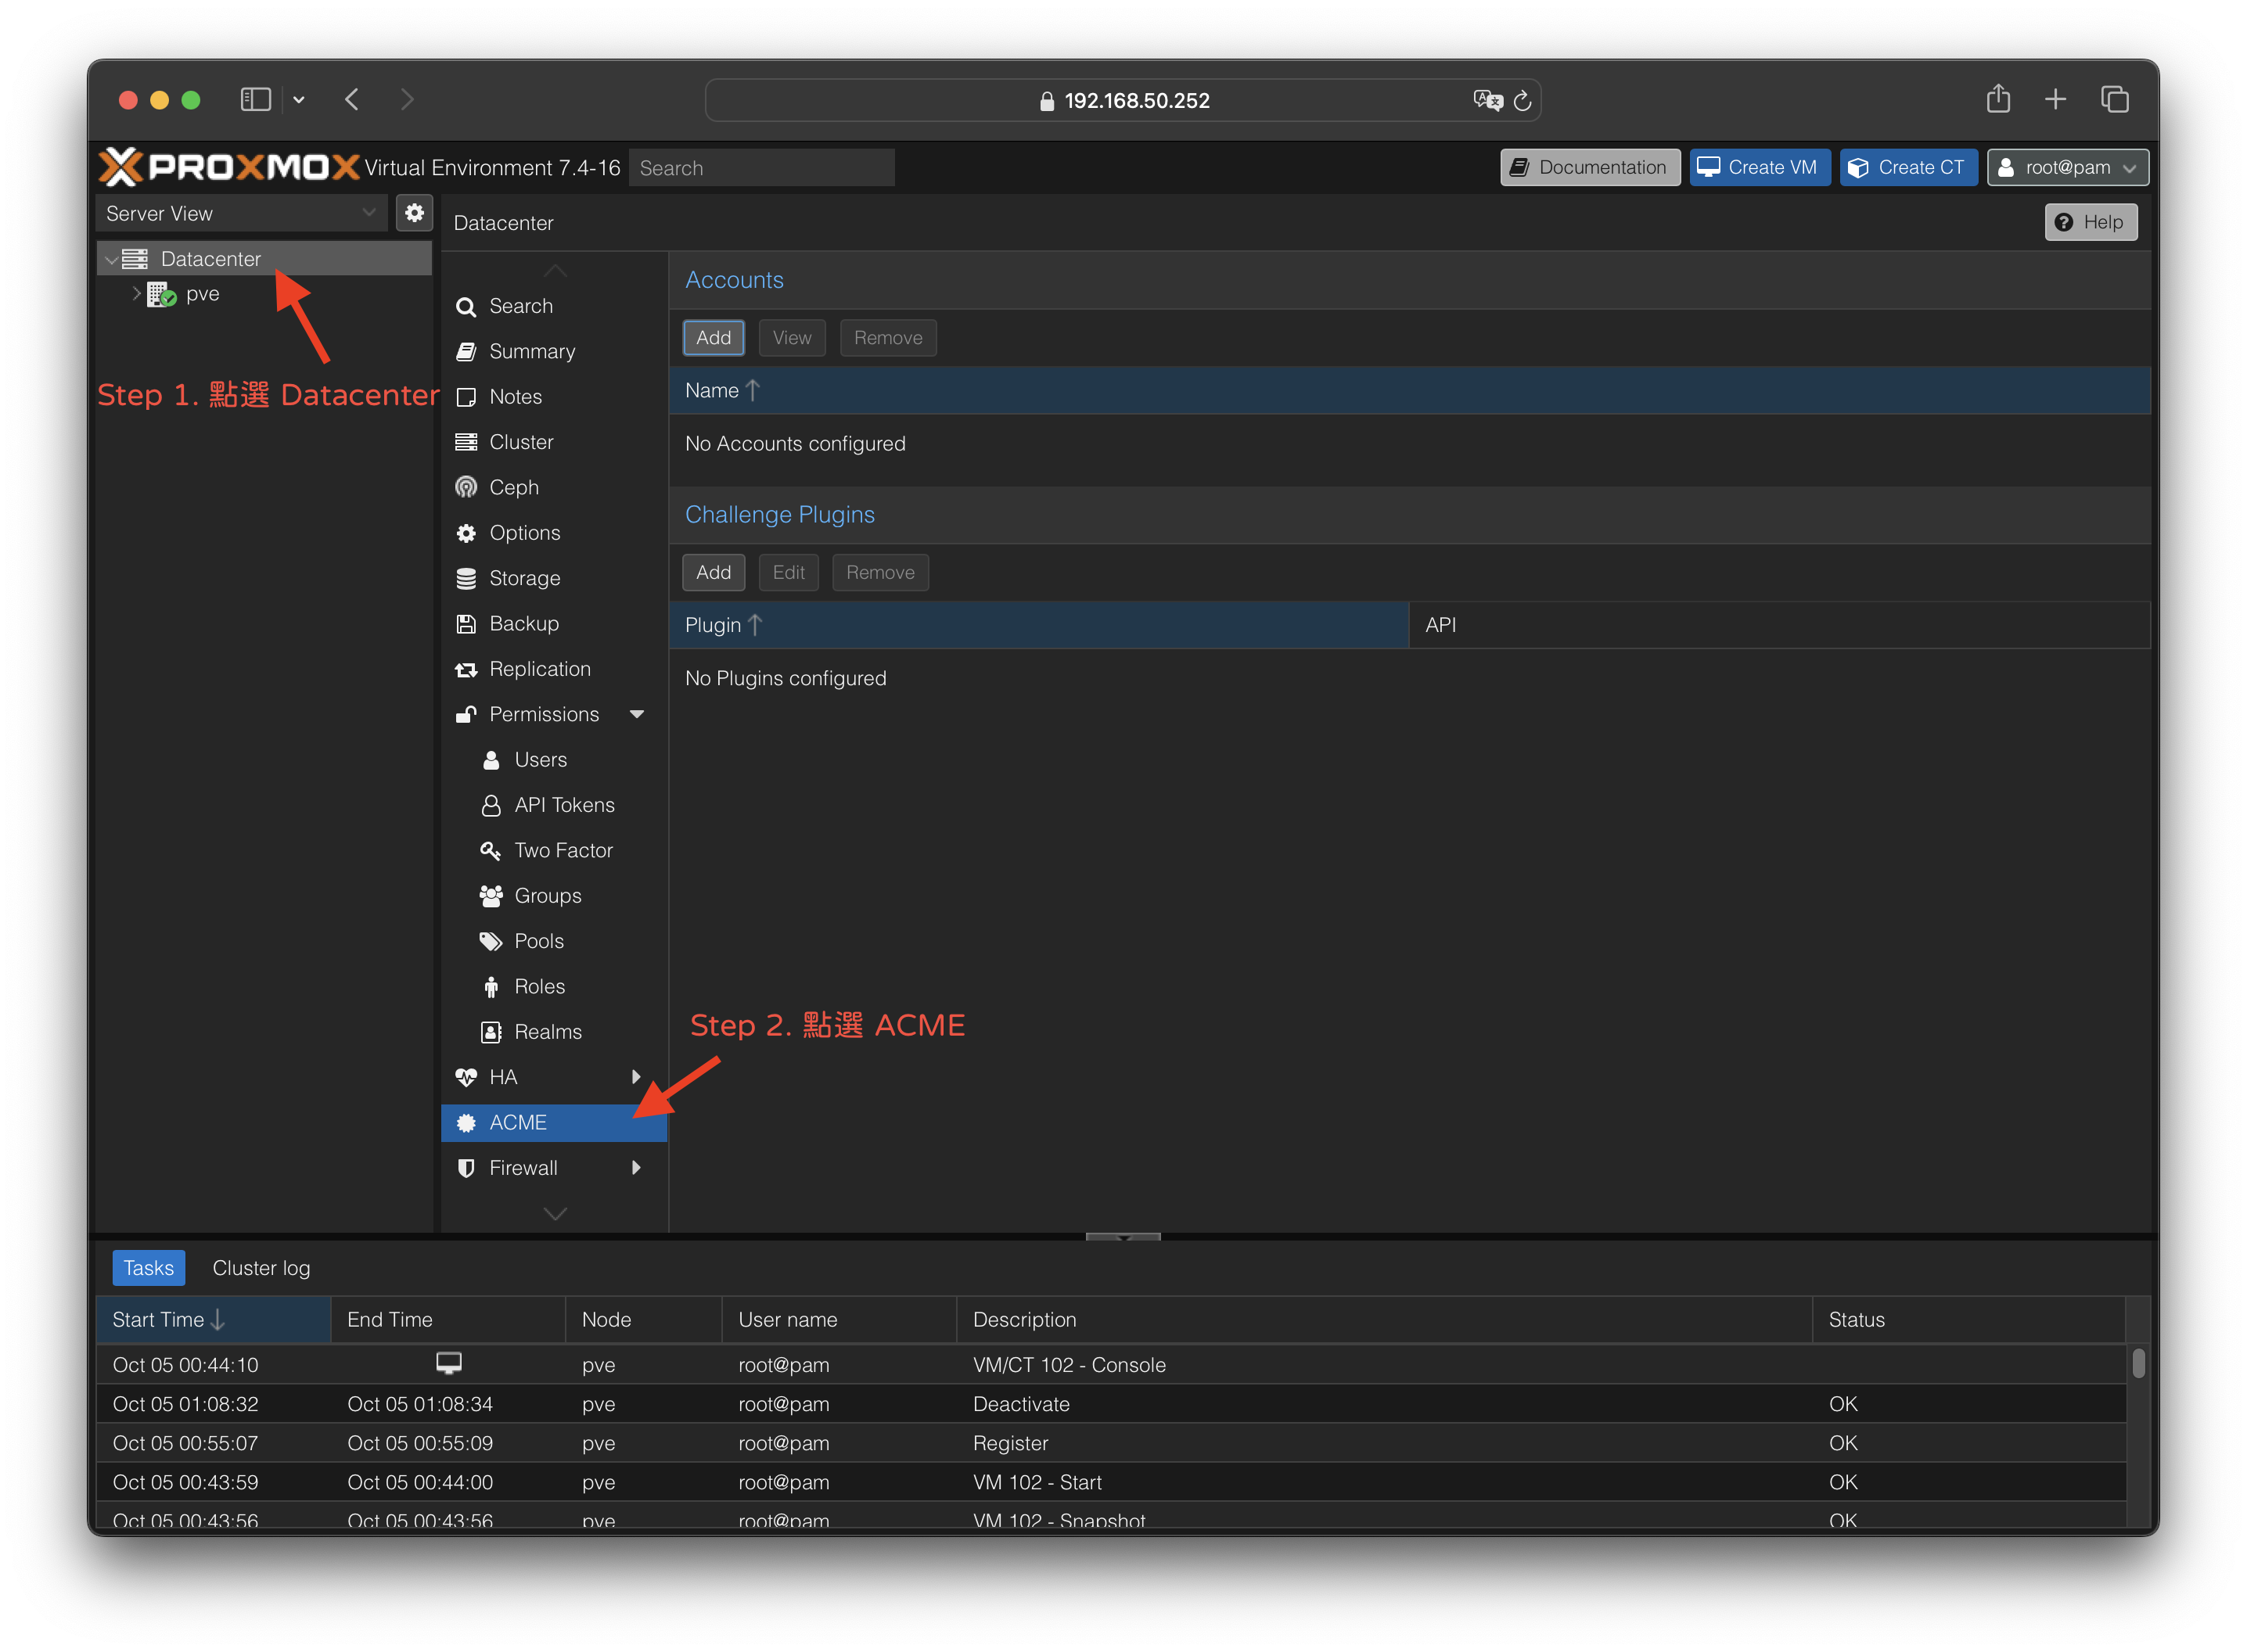 192.168.50.252
PROXMOX Virtual Environment 7.4-16 Search Documentation Create VM Create CT root@pam
Server View
Datacenter
pve
Step 1. 點選 Datacenter
Datacenter Help
Search
Summary
Notes
Cluster
Ceph
Options
Storage
Backup
Replication
Permissions
Users
API Tokens
Two Factor
Groups
Pools
Roles
Realms
HA
ACME
Firewall
Accounts
Add View Remove
Name
No Accounts configured
Challenge Plugins
Add Edit Remove
Plugin API
No Plugins configured
Step 2. 點選 ACME
Tasks Cluster log
Start Time End Time Node User name Description Status
Oct 05 00:44:10 pve root@pam VM/CT 102 - Console
Oct 05 01:08:32 Oct 05 01:08:34 pve root@pam Deactivate OK
Oct 05 00:55:07 Oct 05 00:55:09 pve root@pam Register OK
Oct 05 00:43:59 Oct 05 00:44:00 pve root@pam VM 102 - Start OK
Oct 05 00:43:56 Oct 05 00:43:56 pve root@pam VM 102 - Snapshot OK